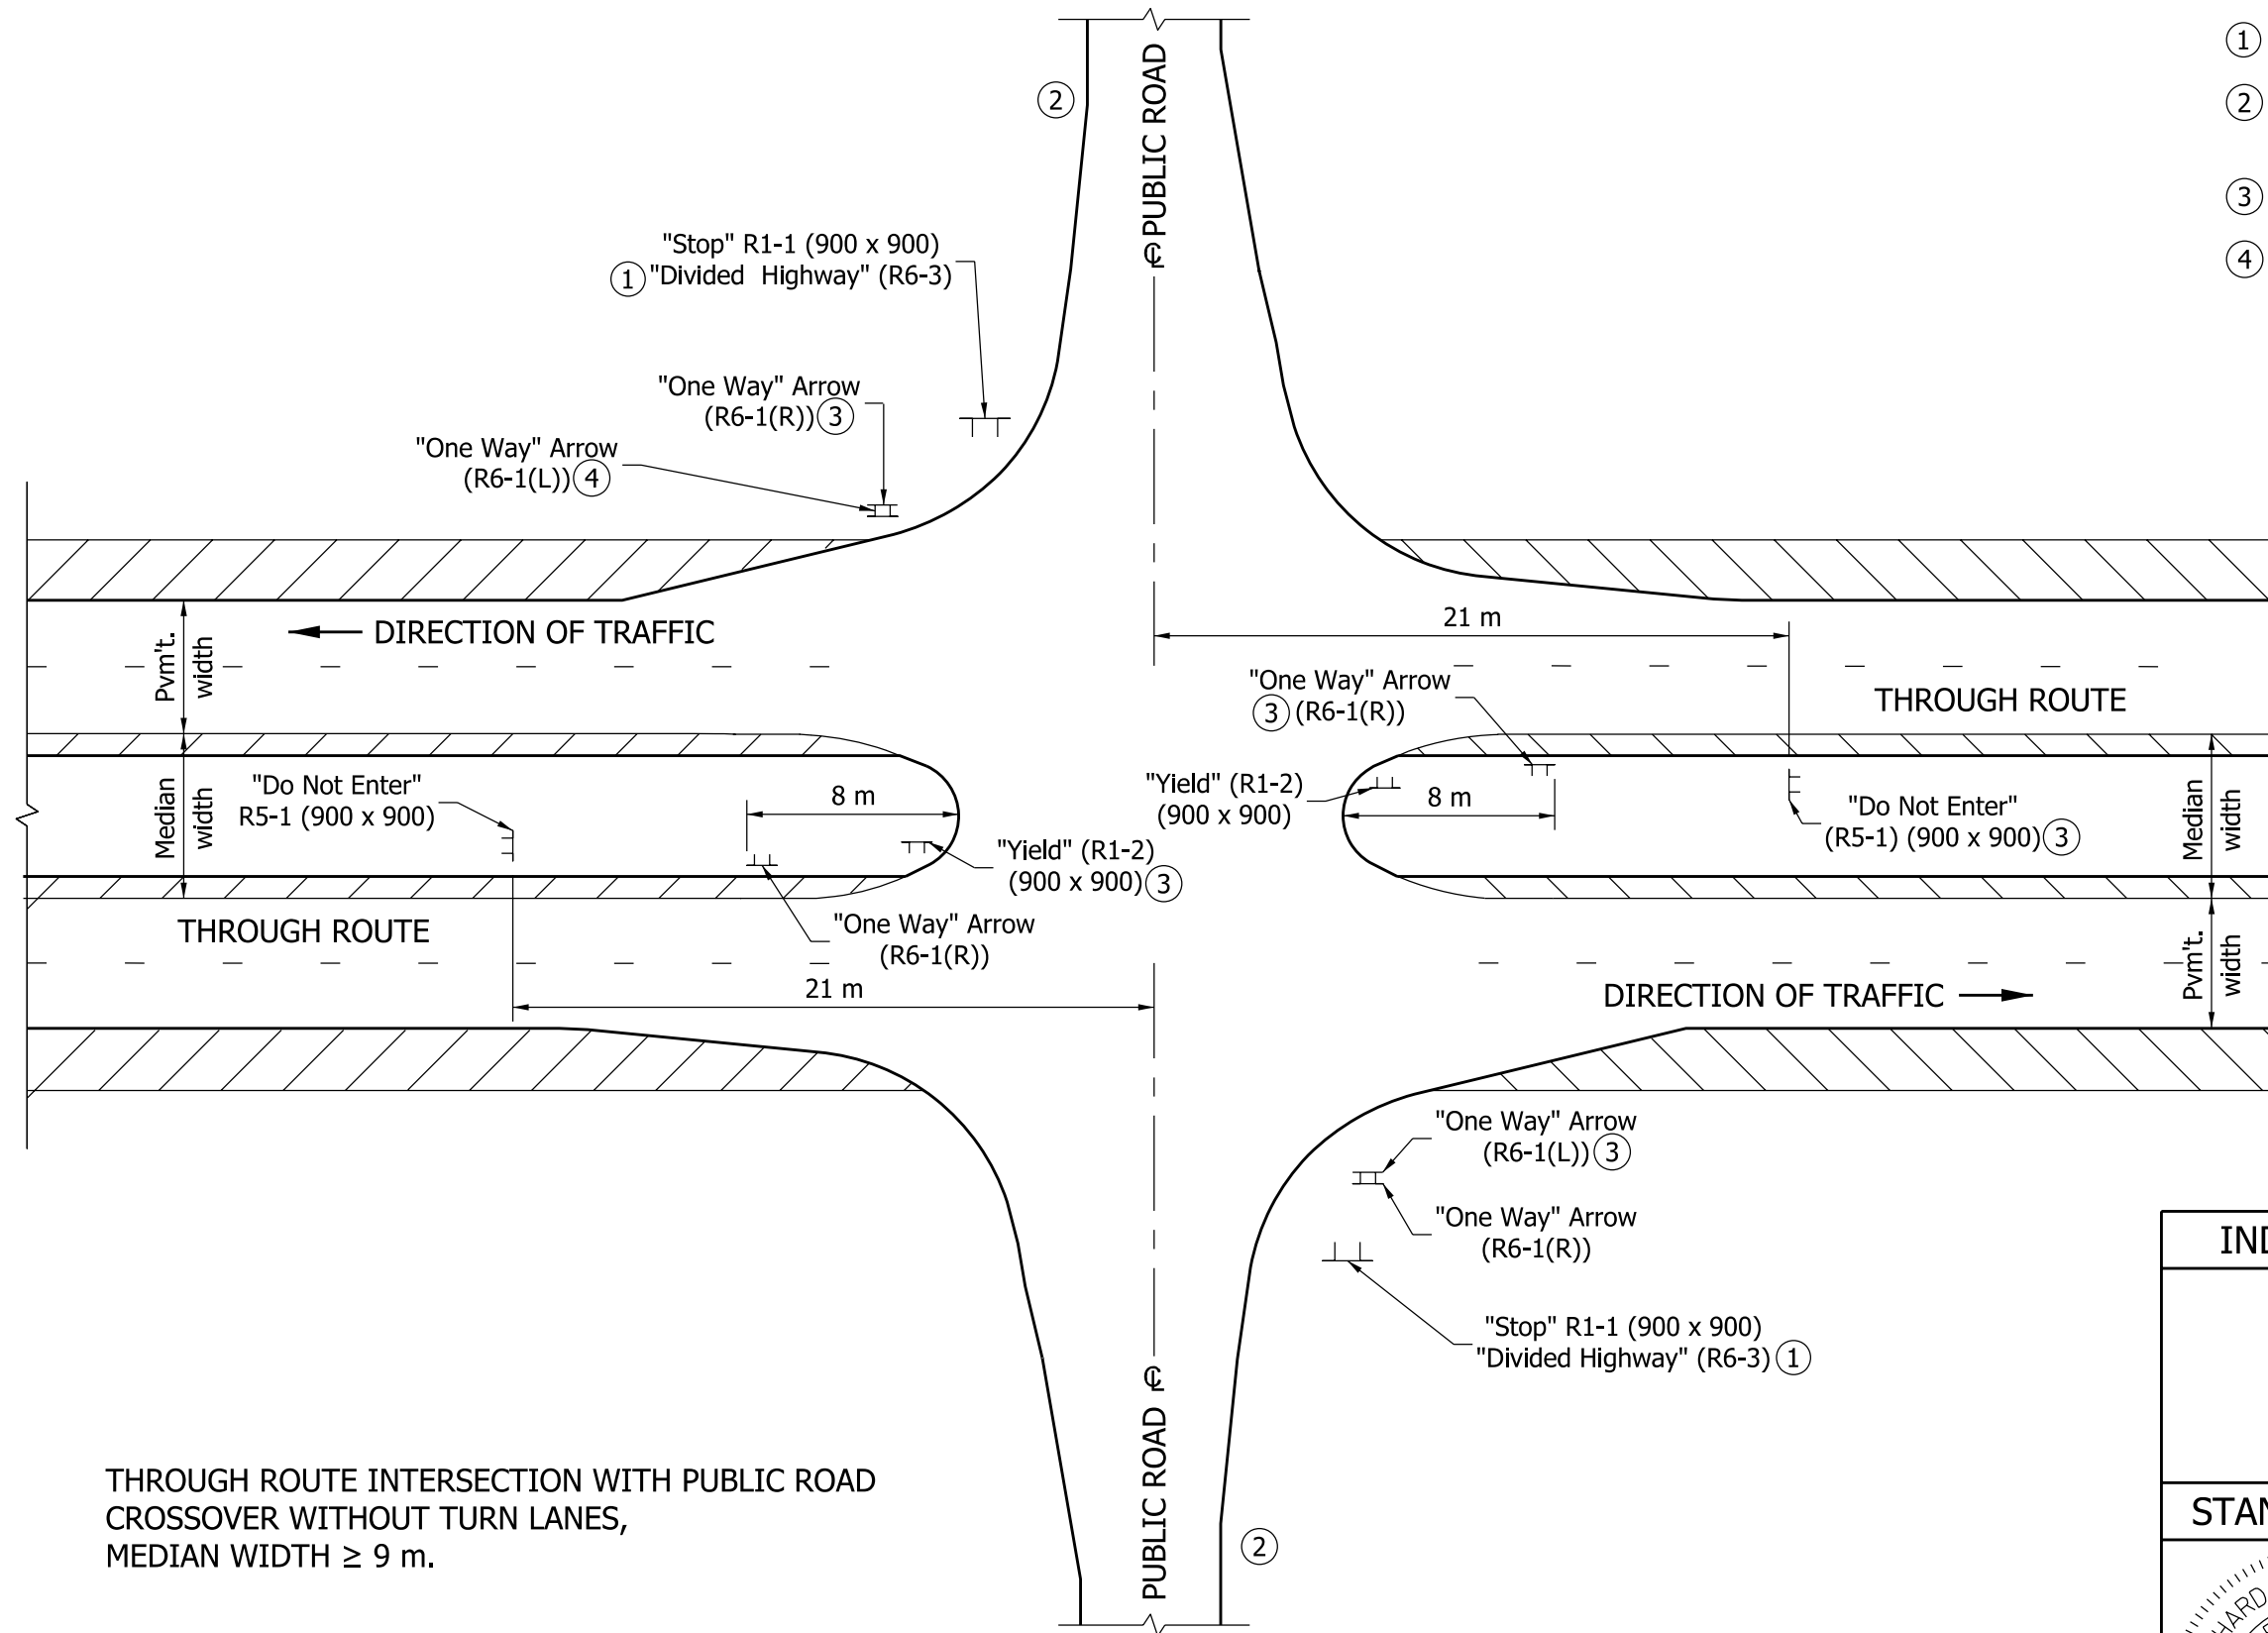 ①
②
③
④
②
℄ PUBLIC ROAD
"Stop" R1-1 (900 x 900)
① "Divided Highway" (R6-3)
"One Way" Arrow
(R6-1(R)) ③
"One Way" Arrow
(R6-1(L)) ④
DIRECTION OF TRAFFIC
Pvm't.
width
21 m
"One Way" Arrow
③ (R6-1(R))
THROUGH ROUTE
Median
width
"Do Not Enter"
R5-1 (900 x 900)
8 m
"Yield" (R1-2)
(900 x 900)
8 m
"Do Not Enter"
(R5-1) (900 x 900) ③
Median
width
"Yield" (R1-2)
(900 x 900) ③
THROUGH ROUTE
"One Way" Arrow
(R6-1(R))
21 m
DIRECTION OF TRAFFIC
Pvm't.
width
"One Way" Arrow
(R6-1(L)) ③
"One Way" Arrow
(R6-1(R))
"Stop" R1-1 (900 x 900)
"Divided Highway" (R6-3) ①
PUBLIC ROAD ℄
②
THROUGH ROUTE INTERSECTION WITH PUBLIC ROAD
CROSSOVER WITHOUT TURN LANES,
MEDIAN WIDTH ≥ 9 m.
IND
STAN